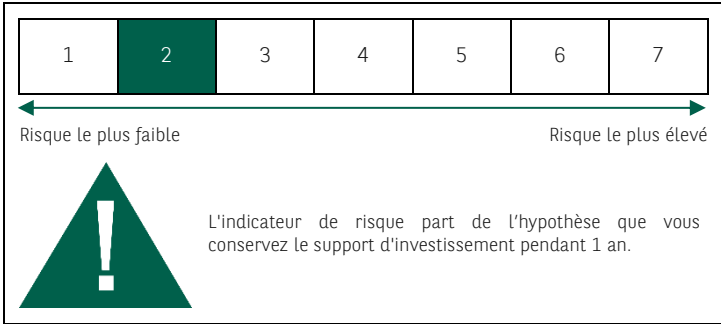 1 2 3 4 5 6 7
Risque le plus faible Risque le plus élevé
!
L'indicateur de risque part de l’hypothèse que vous
conservez le support d'investissement pendant 1 an.